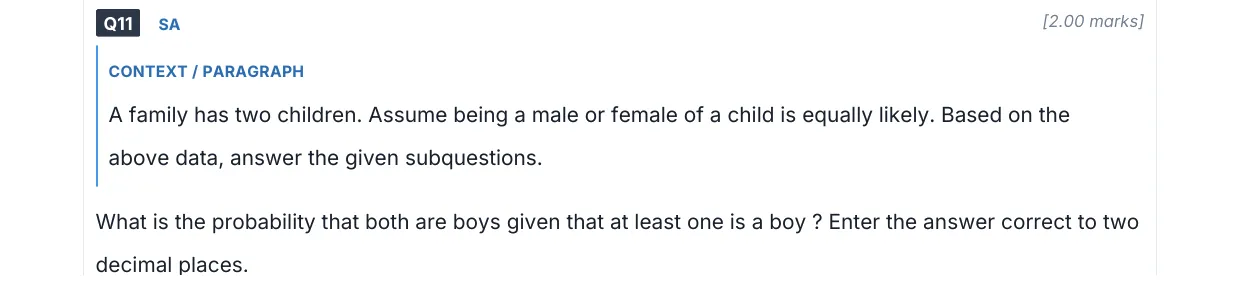 Q11 SA [2.00 marks]
CONTEXT / PARAGRAPH
A family has two children. Assume being a male or female of a child is equally likely. Based on the
above data, answer the given subquestions.
What is the probability that both are boys given that at least one is a boy ? Enter the answer correct to two
decimal places.